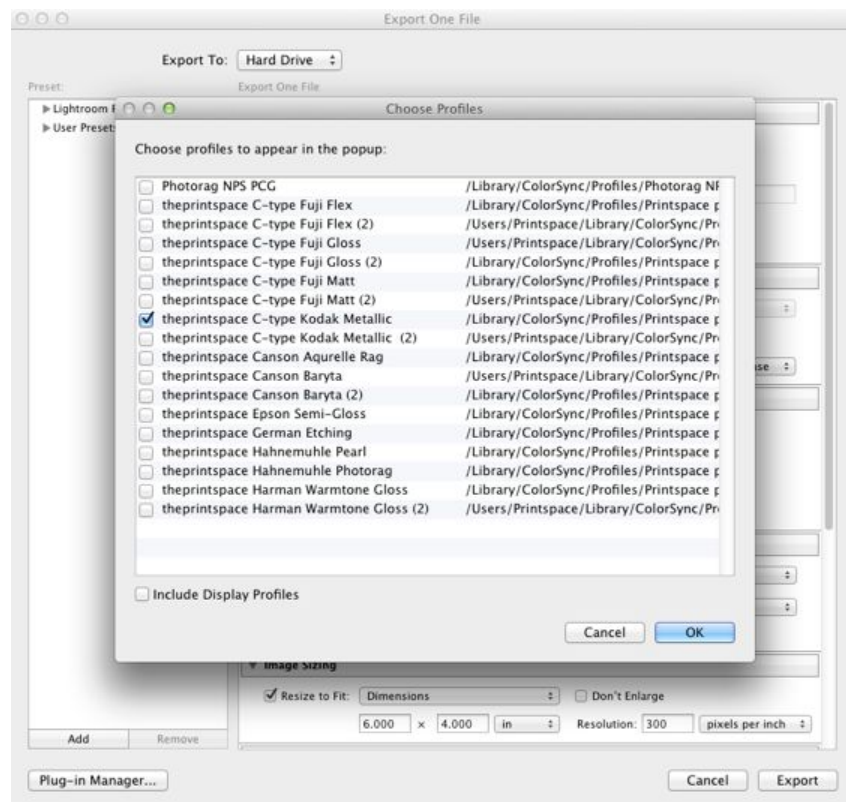 Export One File
Export To: Hard Drive
Preset: Export One File
Lightroom
User Preset
Choose Profiles
Choose profiles to appear in the popup:
Photorag NPS PCG /Library/ColorSync/Profiles/Photorag
theprintspace C-type Fuji Flex /Library/ColorSync/Profiles/Printspace
theprintspace C-type Fuji Flex (2) /Users/Printspace/Library/ColorSync/
theprintspace C-type Fuji Gloss /Users/Printspace/Library/ColorSync/
theprintspace C-type Fuji Gloss (2) /Library/ColorSync/Profiles/Printspace
theprintspace C-type Fuji Matt /Library/ColorSync/Profiles/Printspace
theprintspace C-type Fuji Matt (2) /Users/Printspace/Library/ColorSync/
theprintspace C-type Kodak Metallic /Library/ColorSync/Profiles/Printspace
theprintspace C-type Kodak Metallic (2) /Users/Printspace/Library/ColorSync/
theprintspace Canson Aqurelle Rag /Library/ColorSync/Profiles/Printspace
theprintspace Canson Baryta /Users/Printspace/Library/ColorSync/
theprintspace Canson Baryta (2) /Library/ColorSync/Profiles/Printspace
theprintspace Epson Semi-Gloss /Library/ColorSync/Profiles/Printspace
theprintspace German Etching /Library/ColorSync/Profiles/Printspace
theprintspace Hahnemuhle Pearl /Library/ColorSync/Profiles/Printspace
theprintspace Hahnemuhle Photorag /Library/ColorSync/Profiles/Printspace
theprintspace Harman Warmtone Gloss /Library/ColorSync/Profiles/Printspace
theprintspace Harman Warmtone Gloss (2) /Users/Printspace/Library/ColorSync/
Include Display Profiles
Cancel OK
Image Sizing
Resize to Fit: Dimensions Don't Enlarge
6.000 x 4.000 in Resolution: 300 pixels per inch
Add Remove
Plug-in Manager... Cancel Export